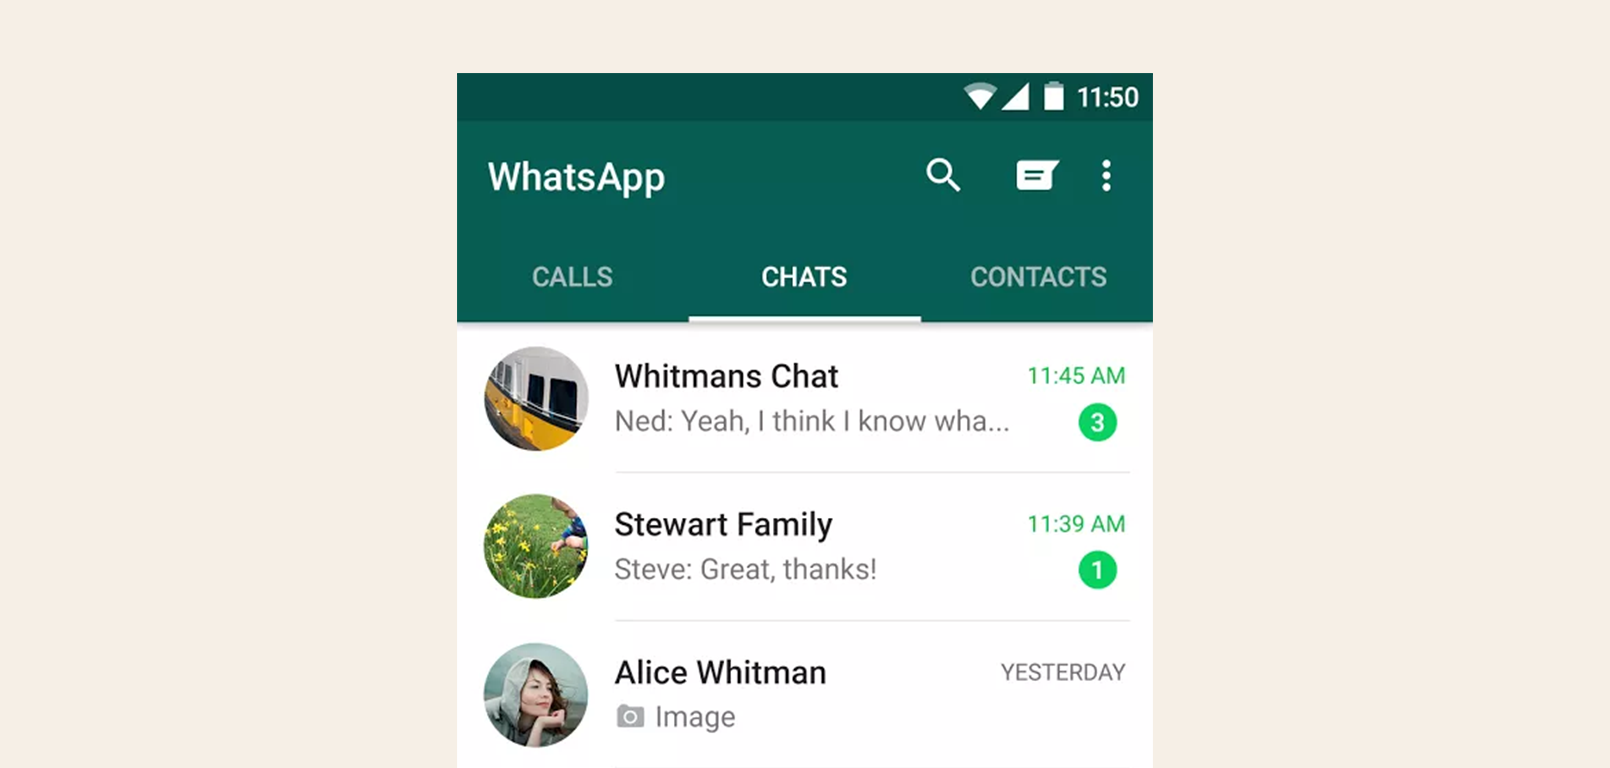 11:50
WhatsApp
CALLS CHATS CONTACTS
Whitmans Chat 11:45 AM
Ned: Yeah, I think I know wha... 3
Stewart Family 11:39 AM
Steve: Great, thanks! 1
Alice Whitman YESTERDAY
Image